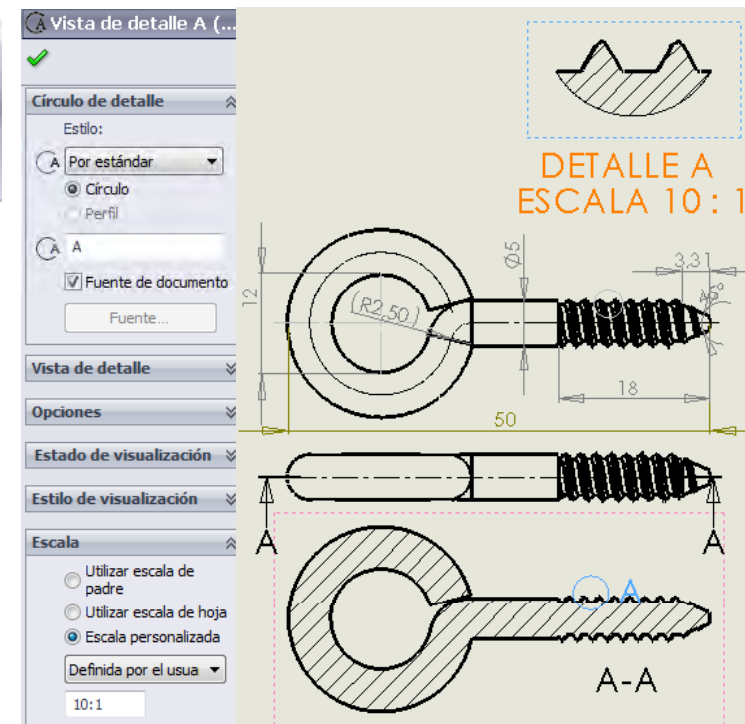 Vista de detalle A (...
Círculo de detalle
Estilo:
A Por estándar
Círculo
Perfil
A A
Fuente de documento
Fuente...
Vista de detalle
Opciones
Estado de visualización
Estilo de visualización
Escala
Utilizar escala de
padre
Utilizar escala de hoja
Escala personalizada
Definida por el usua
10:1
DETALLE A
ESCALA 10 : 1
12
(R2,50)
Ø5
3,31
45°
18
50
A
A
A
A-A